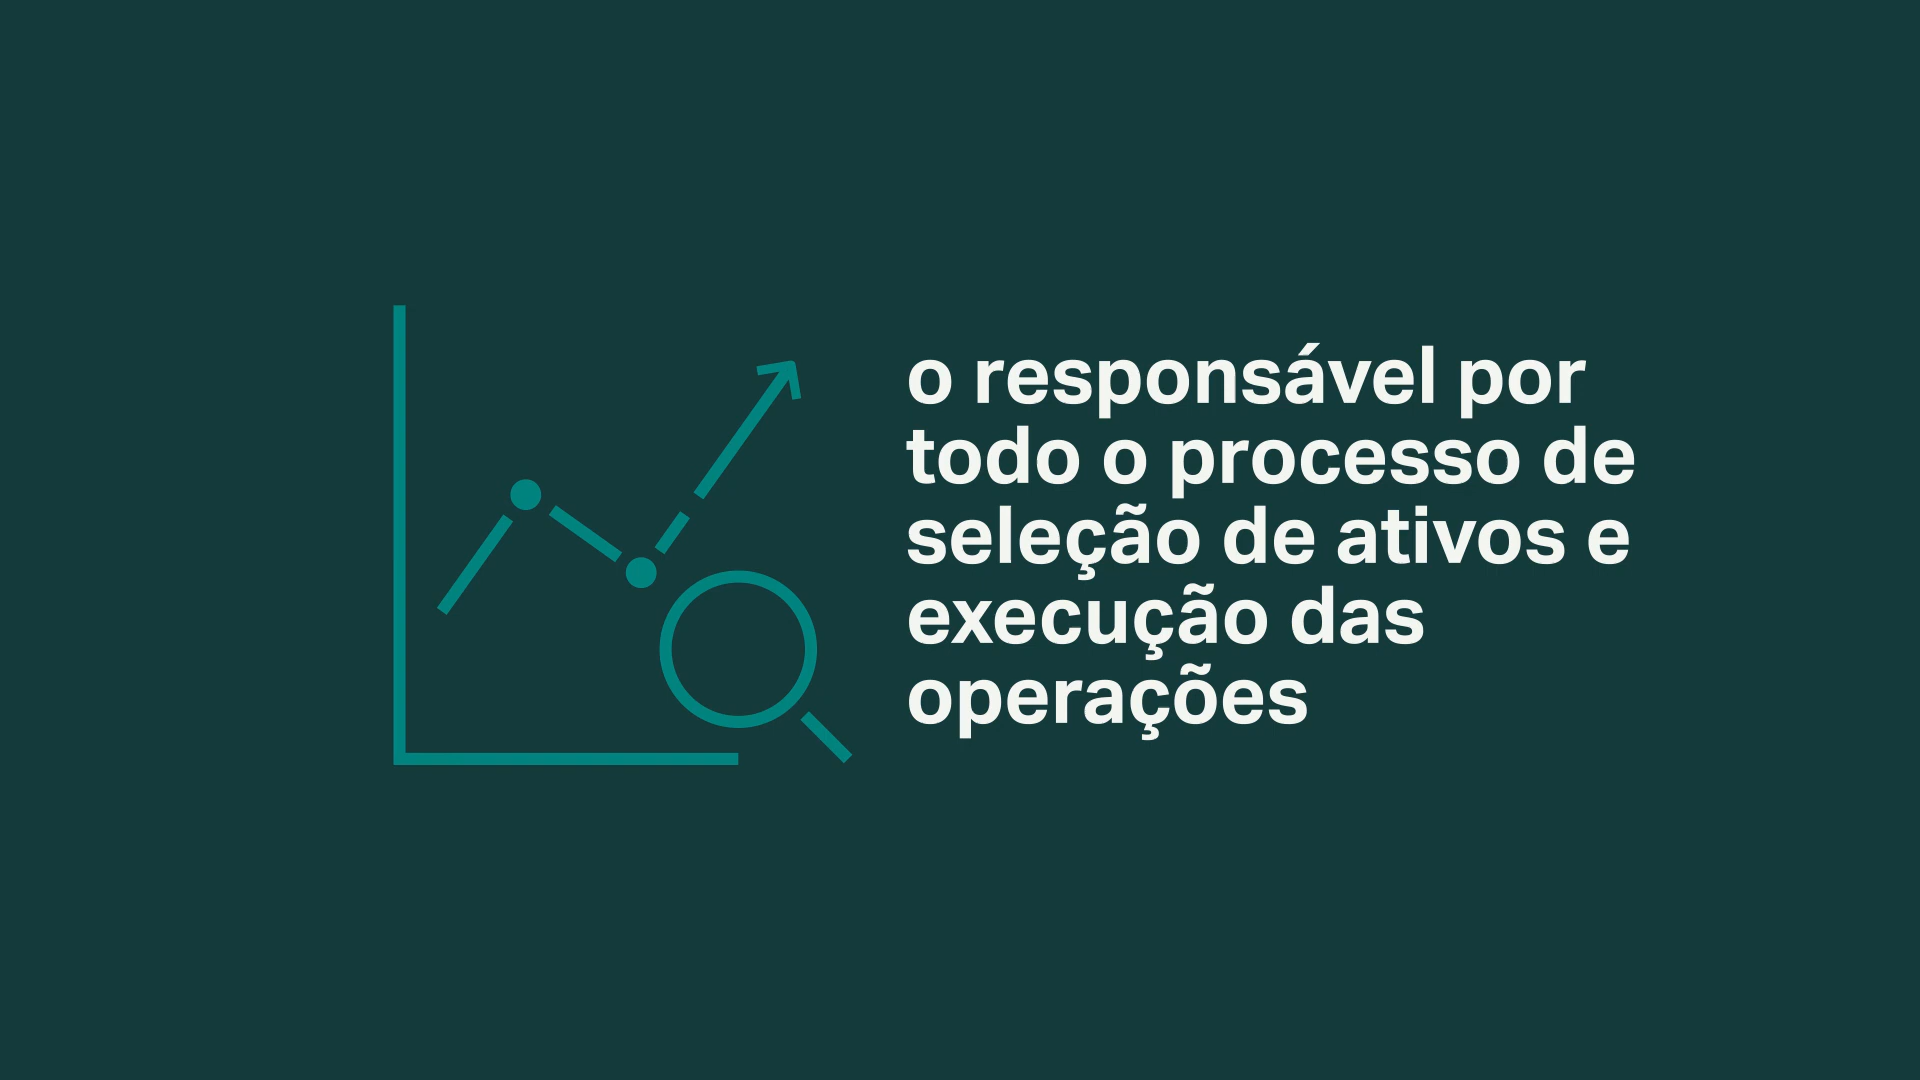 o responsável por
todo o processo de
seleção de ativos e
execução das
operações